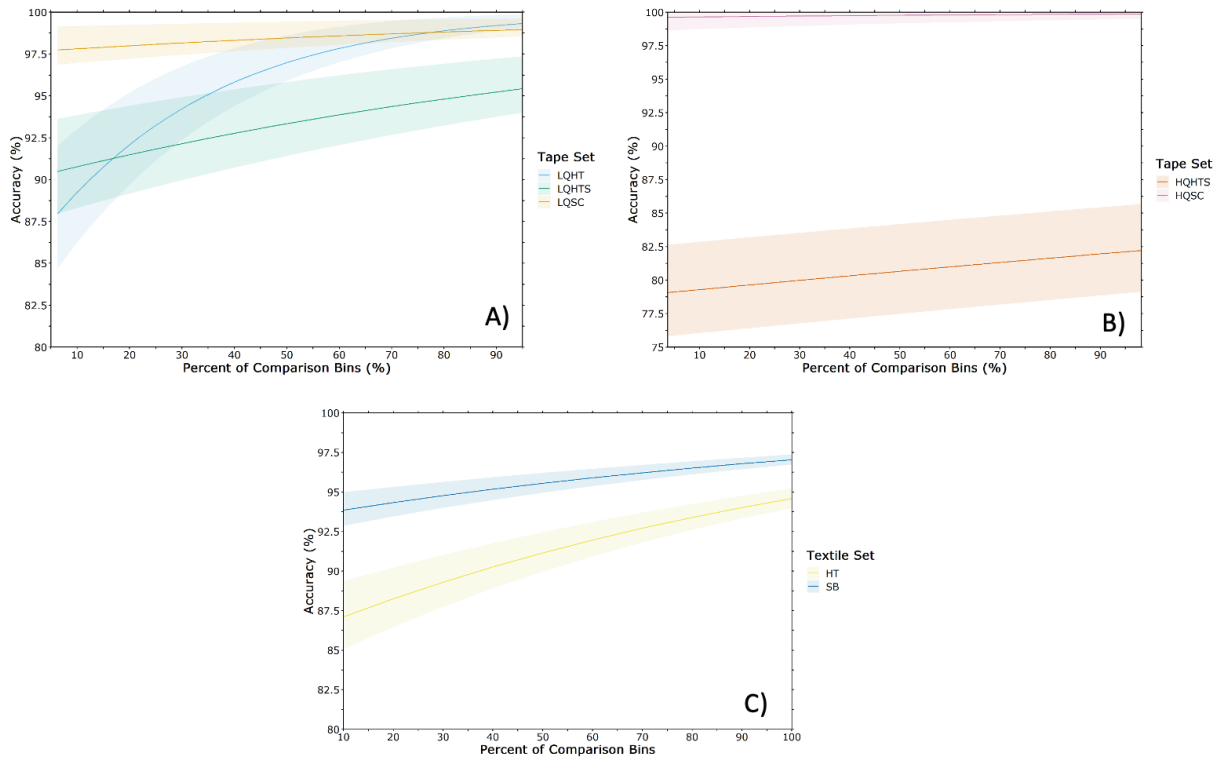 100
97.5
95
92.5
90
87.5
85
82.5
80
Accuracy (%)
10 20 30 40 50 60 70 80 90
Percent of Comparison Bins (%)
A)
Tape Set
LQHT
LQHTS
LQSC
100
97.5
95
92.5
90
87.5
85
82.5
80
77.5
75
Accuracy (%)
10 20 30 40 50 60 70 80 90
Percent of Comparison Bins (%)
B)
Tape Set
HQHTS
HQSC
100
97.5
95
92.5
90
87.5
85
82.5
80
Accuracy (%)
10 20 30 40 50 60 70 80 90 100
Percent of Comparison Bins
C)
Textile Set
HT
SB